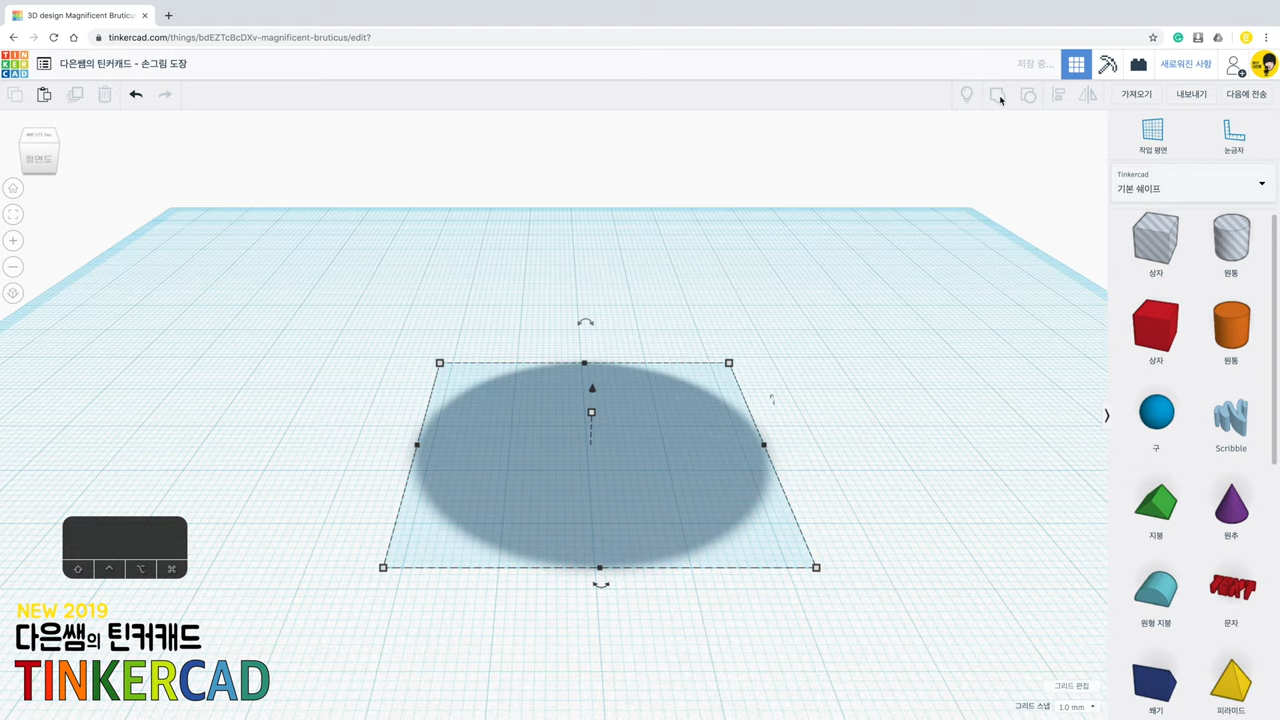 3D design Magnificent Bruticus
tinkercad.com/things/bdEZTcBcDXv-magnificent-bruticus/edit?
TIN
KER
CAD
다은쌤의 틴커캐드 - 손그림 도장
저장 중...
새로워진 사항
가져오기
내보내기
다음에 전송
정면도
작업 평면
눈금자
Tinkercad
기본 쉐이프
상자
원통
상자
원통
구
Scribble
지붕
원추
원형 지붕
문자
쐐기
피라미드
NEW 2019
다은쌤의 틴커캐드
TINKERCAD
그리드 편집
그리드 스냅
1.0 mm